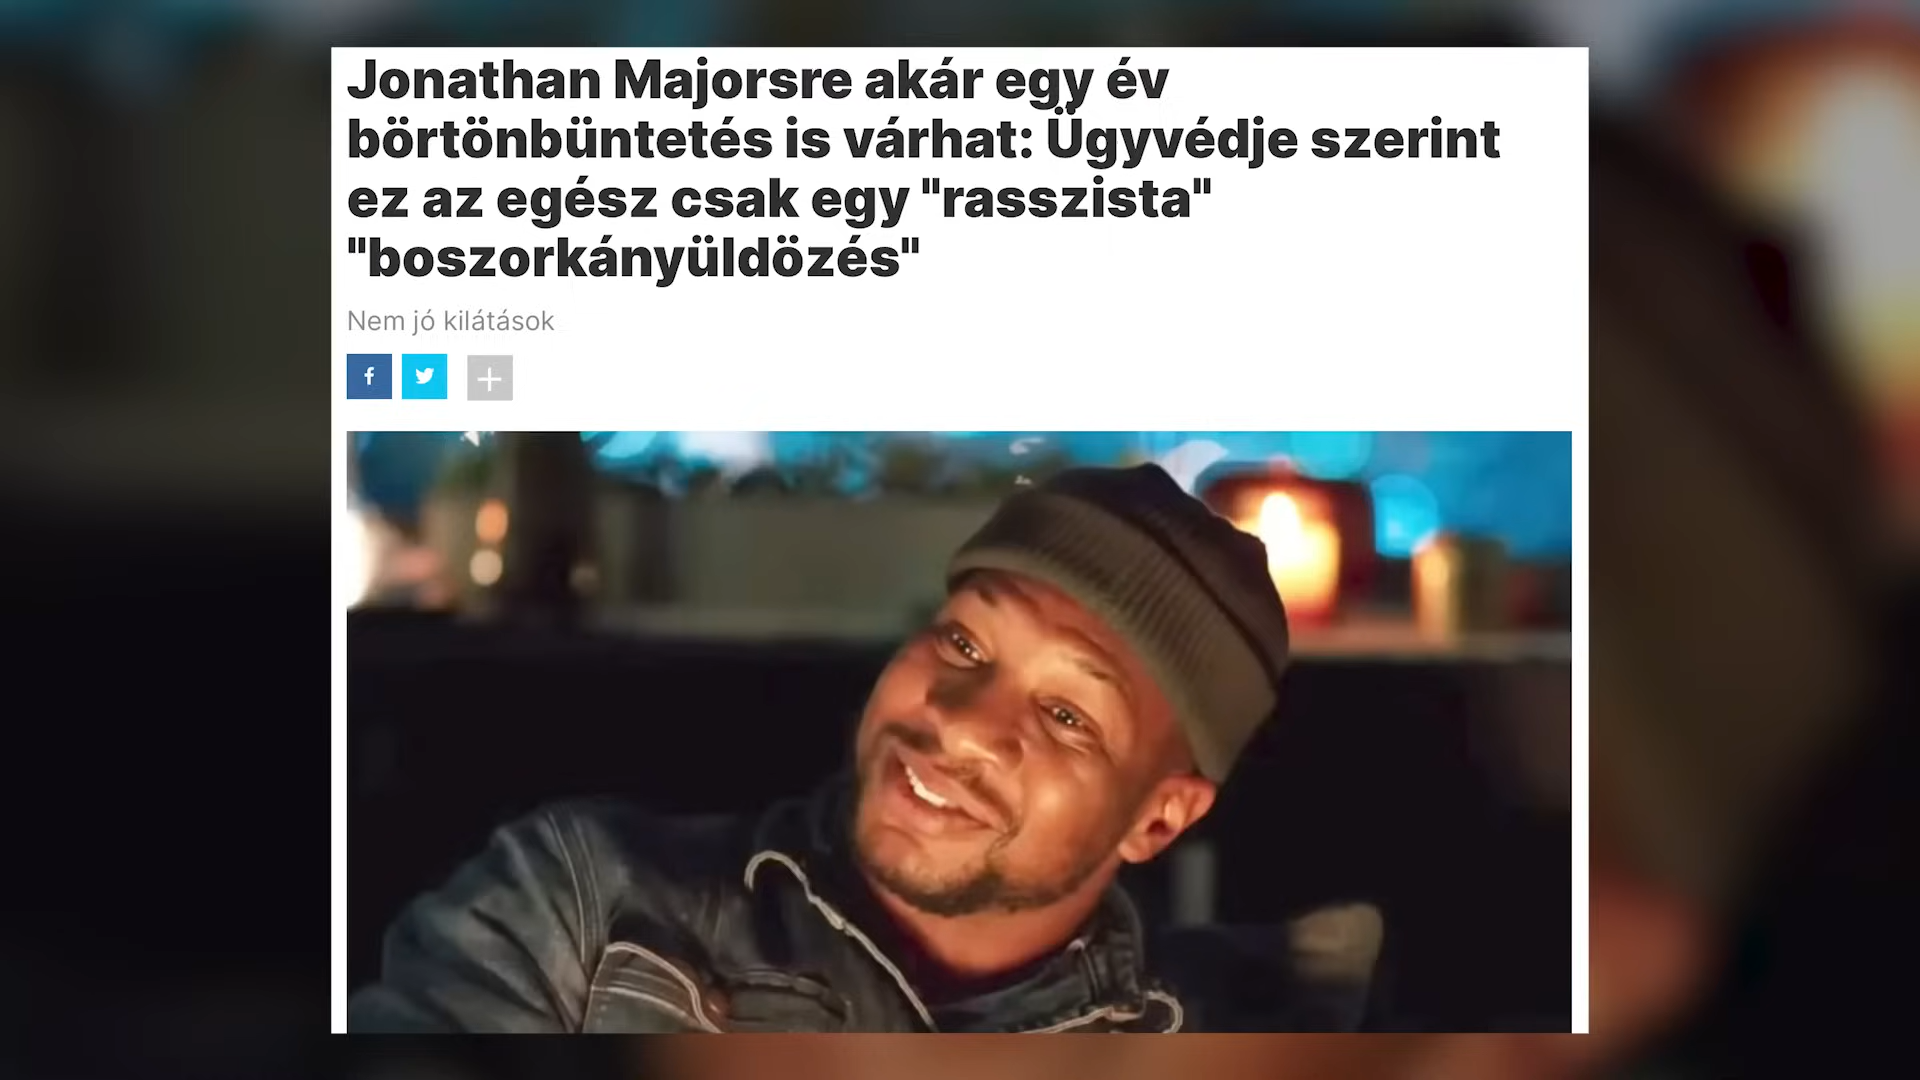 Jonathan Majorsre akár egy év
börtönbüntetés is várhat: Ügyvédje szerint
ez az egész csak egy "rasszista"
"boszorkányüldözés"
Nem jó kilátások